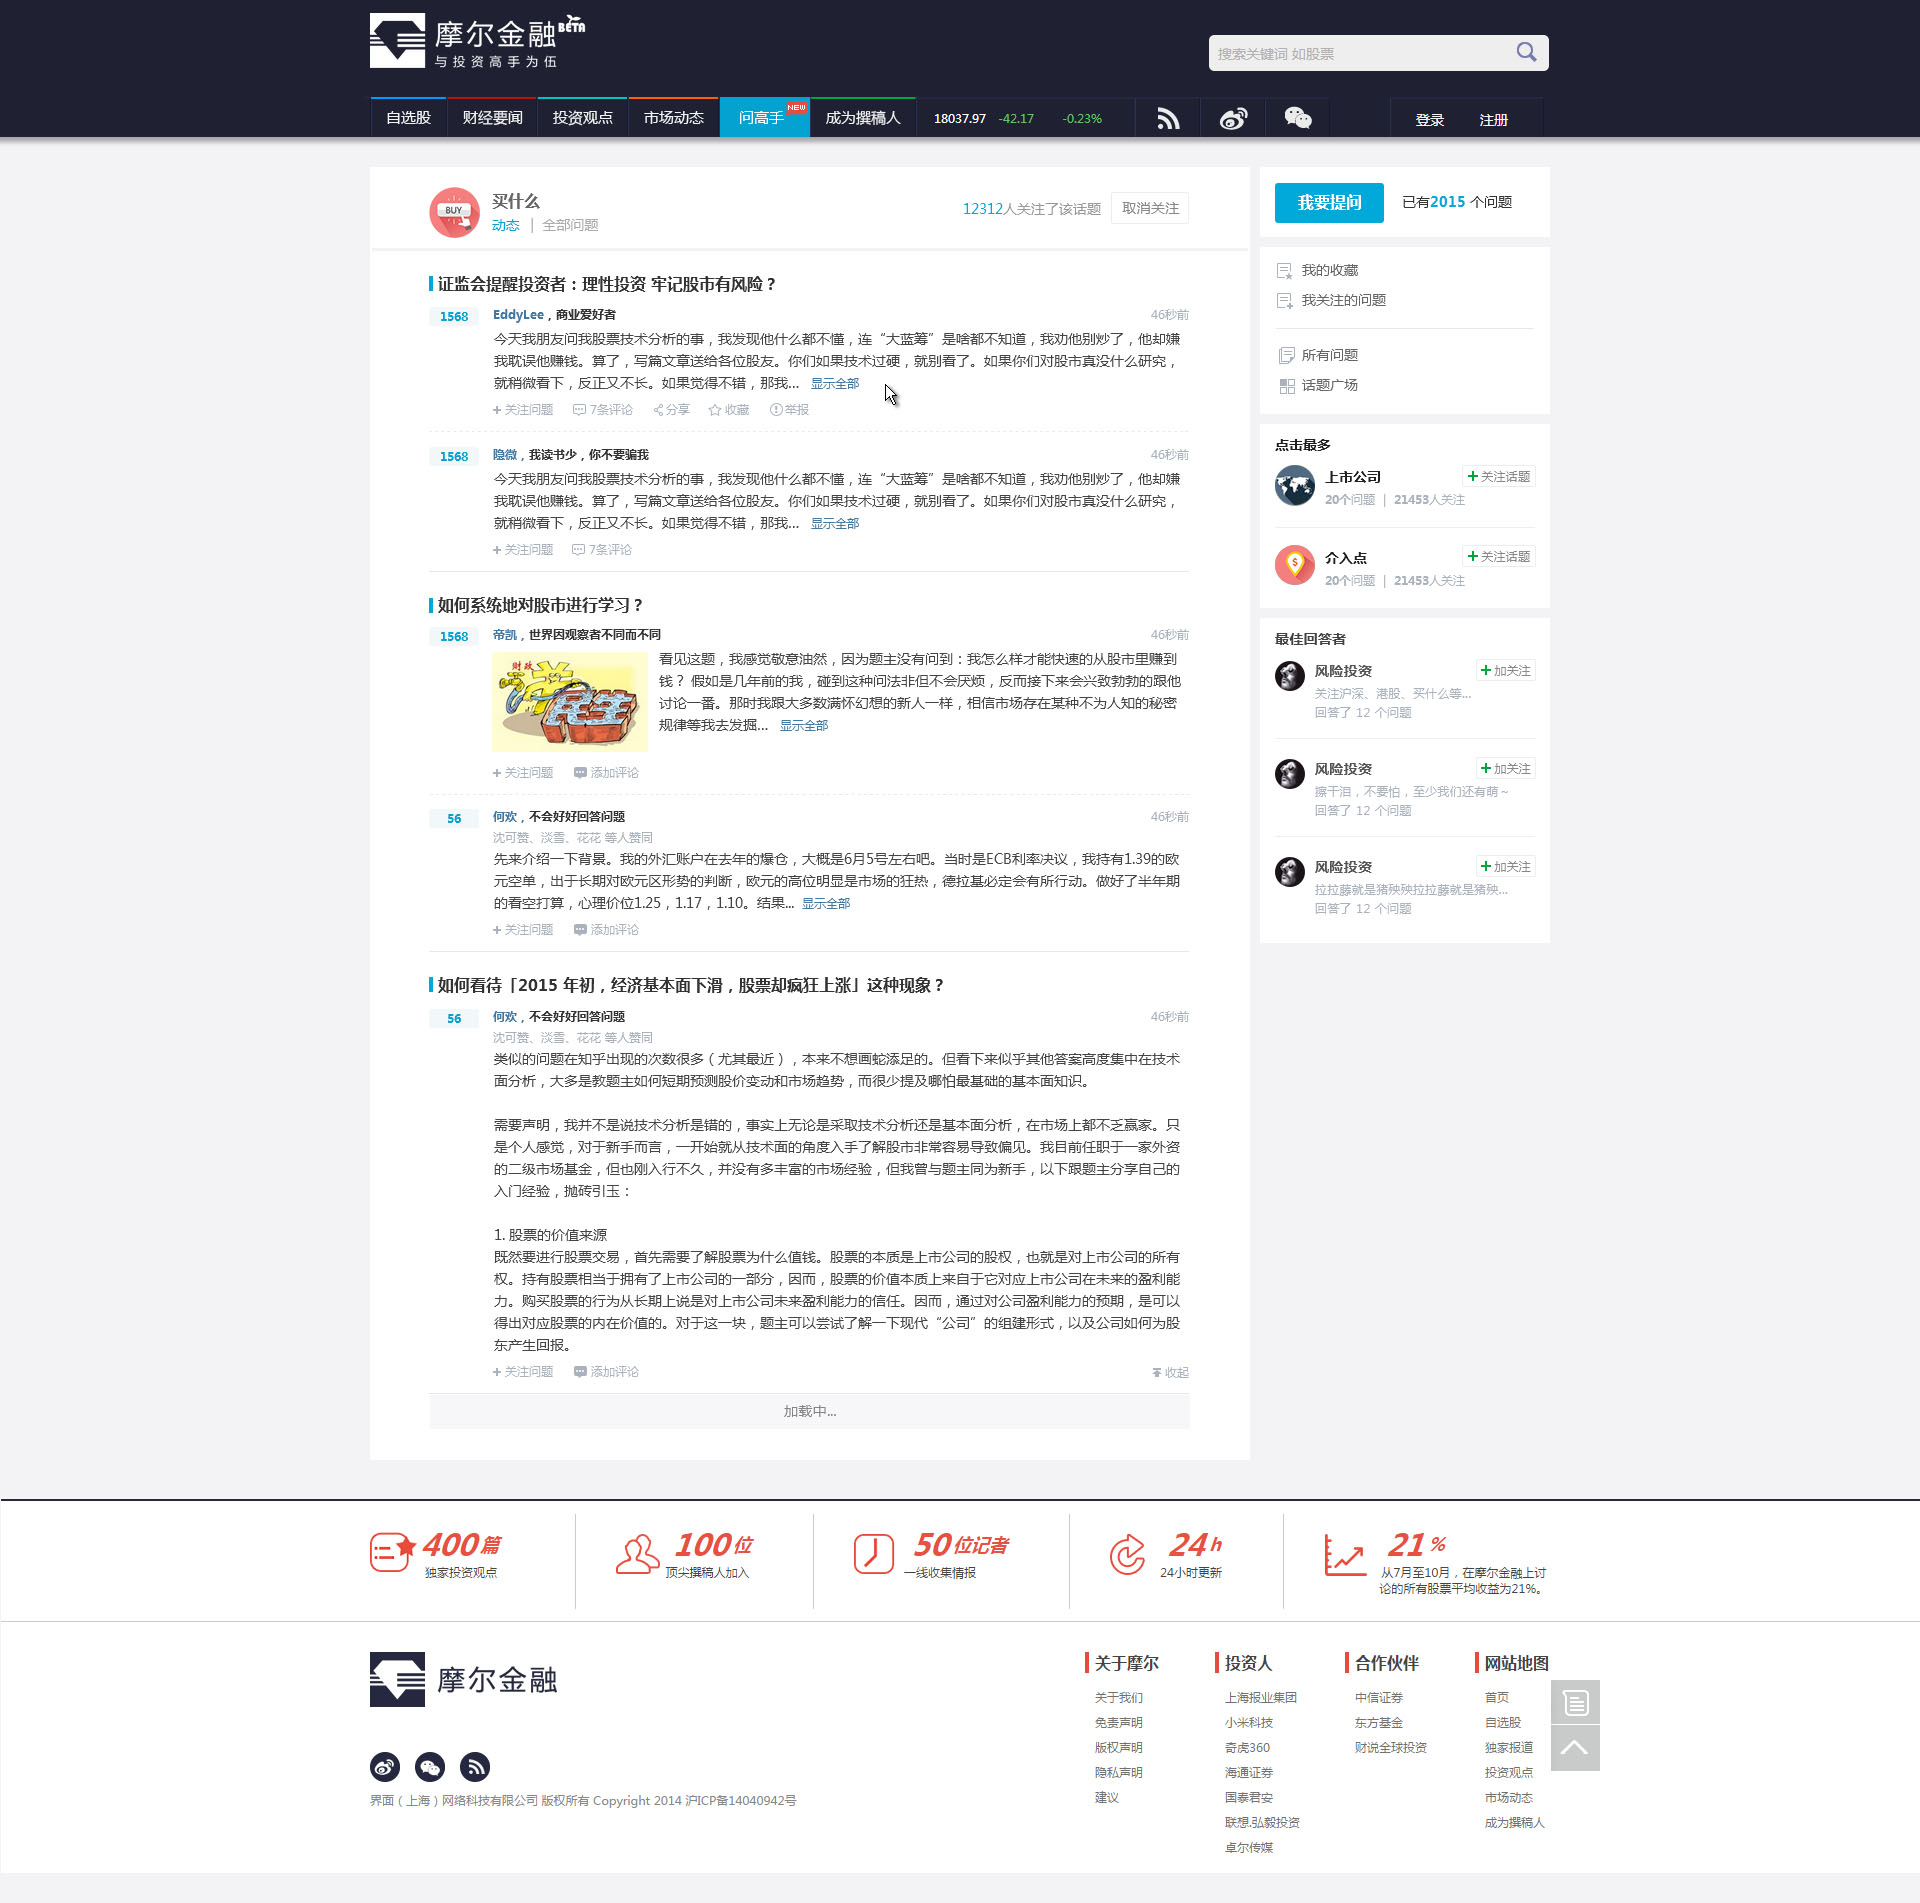 摩尔金融BETA
与投资高手为伍
搜索关键词 如股票
自选股 财经要闻 投资观点 市场动态 问高手 NEW 成为撰稿人 18037.97 -42.17 -0.23% 登录 注册
买什么
动态 | 全部问题
12312人关注了该话题 取消关注
证监会提醒投资者：理性投资 牢记股市有风险？
1568 EddyLee，商业爱好者 46秒前
今天我朋友问我股票技术分析的事，我发现他什么都不懂，连“大蓝筹”是啥都不知道，我劝他别炒了，他却嫌
我耽误他赚钱。算了，写篇文章送给各位股友。你们如果技术过硬，就别看了。如果你们对股市真没什么研究，
就稍微看下，反正又不长。如果觉得不错，那我... 显示全部
+ 关注问题 7条评论 分享 收藏 举报
1568 隐微，我读书少，你不要骗我 46秒前
今天我朋友问我股票技术分析的事，我发现他什么都不懂，连“大蓝筹”是啥都不知道，我劝他别炒了，他却嫌
我耽误他赚钱。算了，写篇文章送给各位股友。你们如果技术过硬，就别看了。如果你们对股市真没什么研究，
就稍微看下，反正又不长。如果觉得不错，那我... 显示全部
+ 关注问题 7条评论
如何系统地对股市进行学习？
1568 帝凯，世界因观察者不同而不同 46秒前
财政
看见这题，我感觉敬意油然，因为题主没有问到：我怎么样才能快速的从股市里赚到
钱？ 假如是几年前的我，碰到这种问法非但不会厌烦，反而接下来会兴致勃勃的跟他
讨论一番。那时我跟大多数满怀幻想的新人一样，相信市场存在某种不为人知的秘密
规律等我去发掘... 显示全部
+ 关注问题 添加评论
56 何欢，不会好好回答问题 46秒前
沈可赞、淡雪、花花 等人赞同
先来介绍一下背景。我的外汇账户在去年的爆仓，大概是6月5号左右吧。当时是ECB利率决议，我持有1.39的欧
元空单，出于长期对欧元区形势的判断，欧元的高位明显是市场的狂热，德拉基必定会有所行动。做好了半年期
的看空打算，心理价位1.25，1.17，1.10。结果... 显示全部
+ 关注问题 添加评论
如何看待「2015 年初，经济基本面下滑，股票却疯狂上涨」这种现象？
56 何欢，不会好好回答问题 46秒前
沈可赞、淡雪、花花 等人赞同
类似的问题在知乎出现的次数很多（尤其最近），本来不想画蛇添足的。但看下来似乎其他答案高度集中在技术
面分析，大多是教题主如何短期预测股价变动和市场趋势，而很少提及哪怕最基础的基本面知识。
需要声明，我并不是说技术分析是错的，事实上无论是采取技术分析还是基本面分析，在市场上都不乏赢家。只
是个人感觉，对于新手而言，一开始就从技术面的角度入手了解股市非常容易导致偏见。我目前任职于一家外资
的二级市场基金，但也刚入行不久，并没有多丰富的市场经验，但我曾与题主同为新手，以下跟题主分享自己的
入门经验，抛砖引玉：
1. 股票的价值来源
既然要进行股票交易，首先需要了解股票为什么值钱。股票的本质是上市公司的股权，也就是对上市公司的所有
权。持有股票相当于拥有了上市公司的一部分，因而，股票的价值本质上来自于它对应上市公司在未来的盈利能
力。购买股票的行为从长期上说是对上市公司未来盈利能力的信任。因而，通过对公司盈利能力的预期，是可以
得出对应股票的内在价值的。对于这一块，题主可以尝试了解一下现代“公司”的组建形式，以及公司如何为股
东产生回报。
+ 关注问题 添加评论 收起
加载中...
我要提问 已有2015 个问题
我的收藏
我关注的问题
所有问题
话题广场
点击最多
上市公司 +关注话题
20个问题 | 21453人关注
介入点 +关注话题
20个问题 | 21453人关注
最佳回答者
风险投资 +加关注
关注沪深、港股、买什么等...
回答了 12 个问题
风险投资 +加关注
擦干泪，不要怕，至少我们还有萌～
回答了 12 个问题
风险投资 +加关注
拉拉藤就是猪殃殃拉拉藤就是猪殃...
回答了 12 个问题
400篇
独家投资观点
100位
顶尖撰稿人加入
50位记者
一线收集情报
24h
24小时更新
21%
从7月至10月，在摩尔金融上讨
论的所有股票平均收益为21%。
摩尔金融
界面（上海）网络科技有限公司 版权所有 Copyright 2014 沪ICP备14040942号
关于摩尔
关于我们
免责声明
版权声明
隐私声明
建议
投资人
上海报业集团
小米科技
奇虎360
海通证券
国泰君安
联想.弘毅投资
卓尔传媒
合作伙伴
中信证券
东方基金
财说全球投资
网站地图
首页
自选股
独家报道
投资观点
市场动态
成为撰稿人